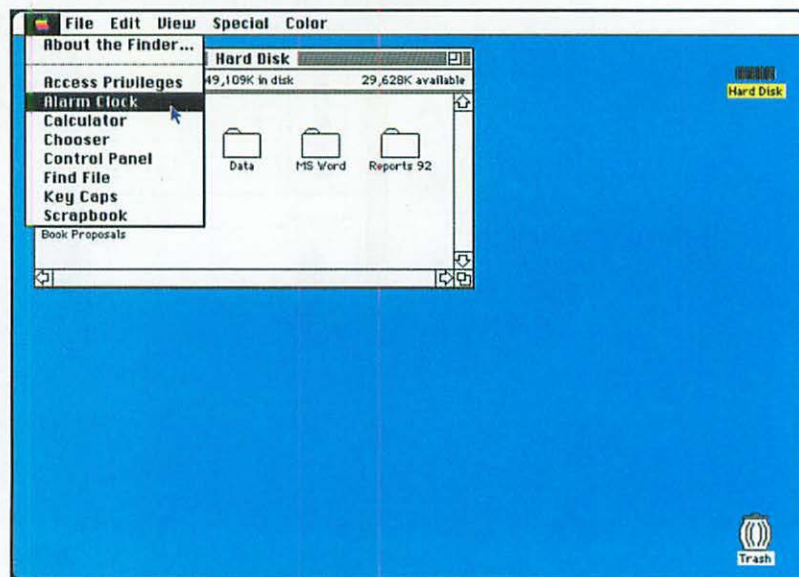 File Edit View Special Color
About the Finder...
Access Privileges
Alarm Clock
Calculator
Chooser
Control Panel
Find File
Key Caps
Scrapbook
Hard Disk
49,109K in disk 29,628K available
Data MS Word Reports 92
Book Proposals
Hard Disk
Trash